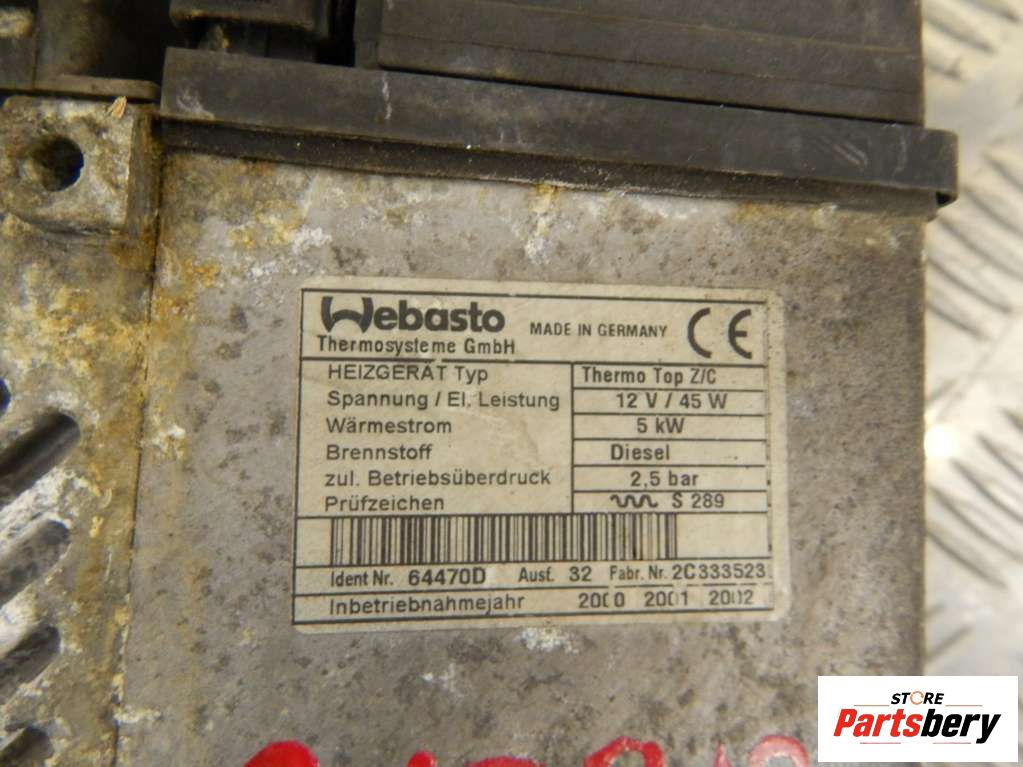 Webasto MADE IN GERMANY CE
Thermosysteme GmbH
HEIZGERÄT Typ Thermo Top Z/C
Spannung / El. Leistung 12 V / 45 W
Wärmestrom 5 kW
Brennstoff Diesel
zul. Betriebsüberdruck 2,5 bar
Prüfzeichen S 289
Ident Nr. 64470D Ausf. 32 Fabr. Nr. 2C333523
Inbetriebnahmejahr 2000 2001 2002
STORE
Partsbery